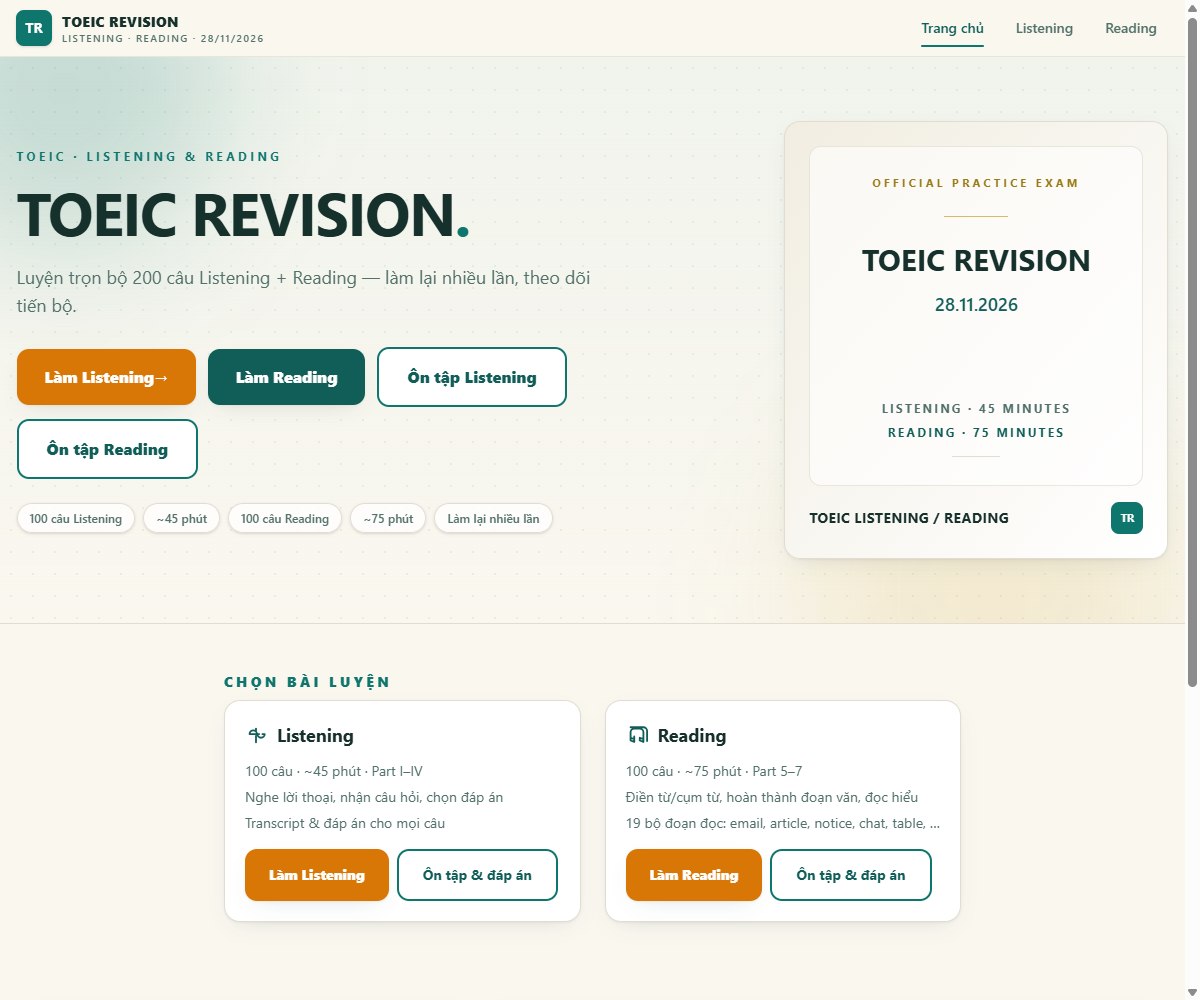 TR
TOEIC REVISION
LISTENING · READING · 28/11/2026
Trang chủ
Listening
Reading
TOEIC · LISTENING & READING
TOEIC REVISION.
Luyện trọn bộ 200 câu Listening + Reading — làm lại nhiều lần, theo dõi
tiến bộ.
Làm Listening→
Làm Reading
Ôn tập Listening
Ôn tập Reading
100 câu Listening
~45 phút
100 câu Reading
~75 phút
Làm lại nhiều lần
OFFICIAL PRACTICE EXAM
TOEIC REVISION
28.11.2026
LISTENING · 45 MINUTES
READING · 75 MINUTES
TOEIC LISTENING / READING
TR
CHỌN BÀI LUYỆN
Listening
100 câu · ~45 phút · Part I–IV
Nghe lời thoại, nhận câu hỏi, chọn đáp án
Transcript & đáp án cho mọi câu
Làm Listening
Ôn tập & đáp án
Reading
100 câu · ~75 phút · Part 5–7
Điền từ/cụm từ, hoàn thành đoạn văn, đọc hiểu
19 bộ đoạn đọc: email, article, notice, chat, table, ...
Làm Reading
Ôn tập & đáp án